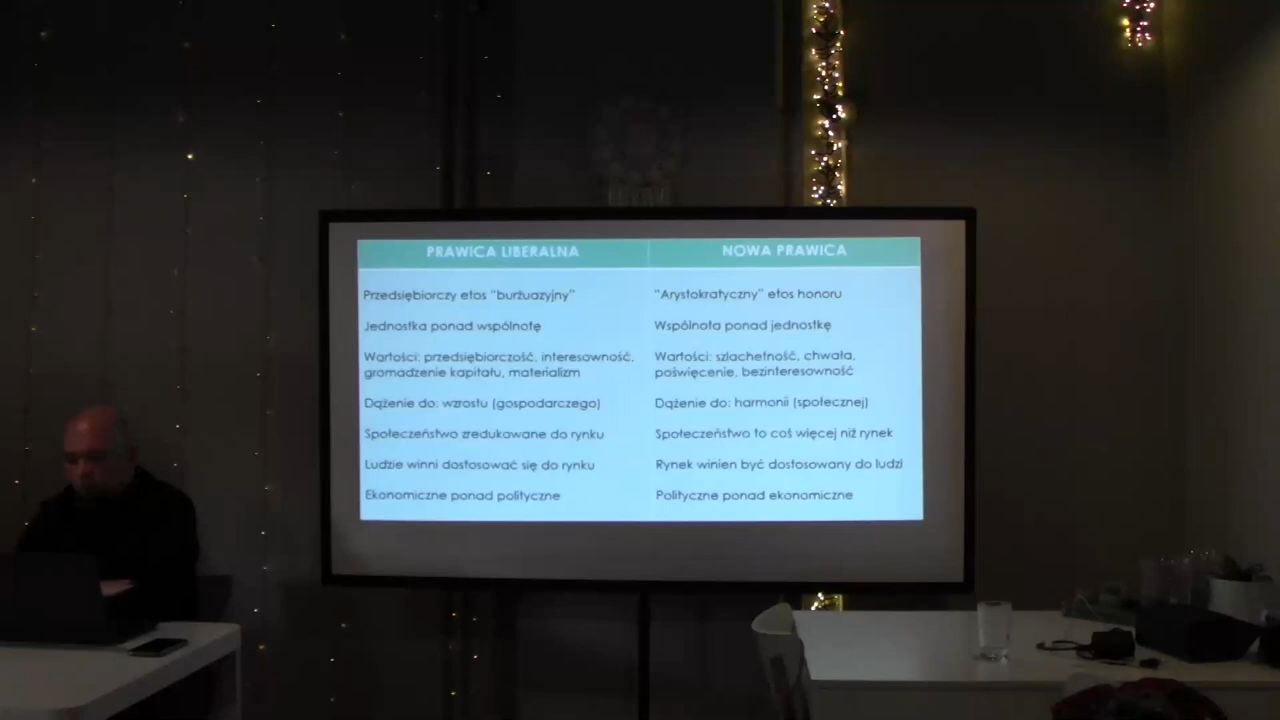 PRAWICA LIBERALNA
NOWA PRAWICA
Przedsiębiorczy etos "burżuazyjny"
"Arystokratyczny" etos honoru
Jednostka ponad wspólnotę
Wspólnota ponad jednostkę
Wartości: przedsiębiorczość, interesowność,
gromadzenie kapitału, materializm
Wartości: szlachetność, chwała,
poświęcenie, bezinteresowność
Dążenie do: wzrostu (gospodarczego)
Dążenie do: harmonii (społecznej)
Społeczeństwo zredukowane do rynku
Społeczeństwo to coś więcej niż rynek
Ludzie winni dostosować się do rynku
Rynek winien być dostosowany do ludzi
Ekonomiczne ponad polityczne
Polityczne ponad ekonomiczne